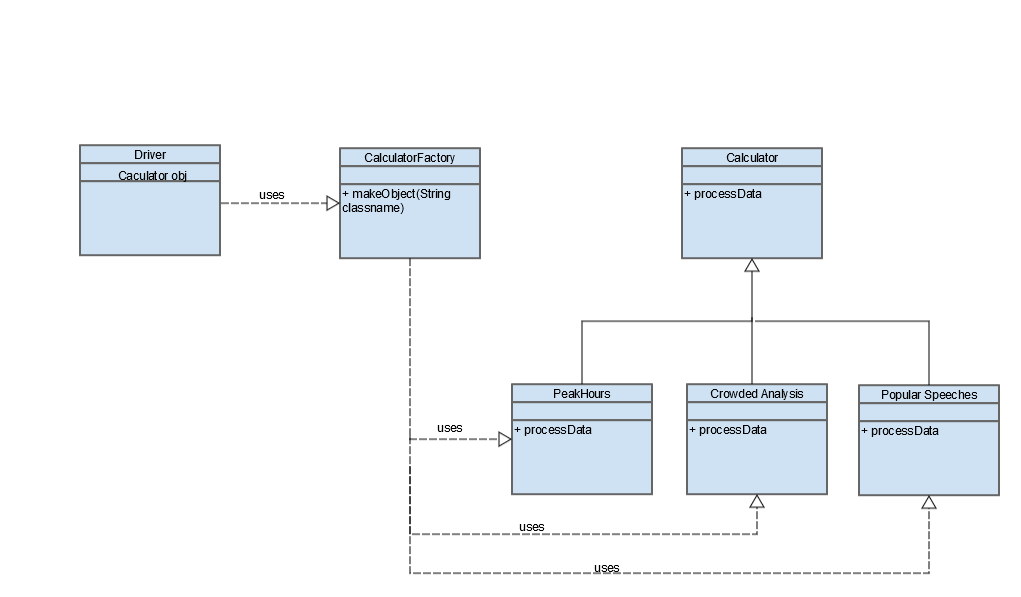 Driver
Caculator obj
uses
CalculatorFactory
+ makeObject(String
classname)
Calculator
+ processData
PeakHours
+ processData
Crowded Analysis
+ processData
Popular Speeches
+ processData
uses
uses
uses